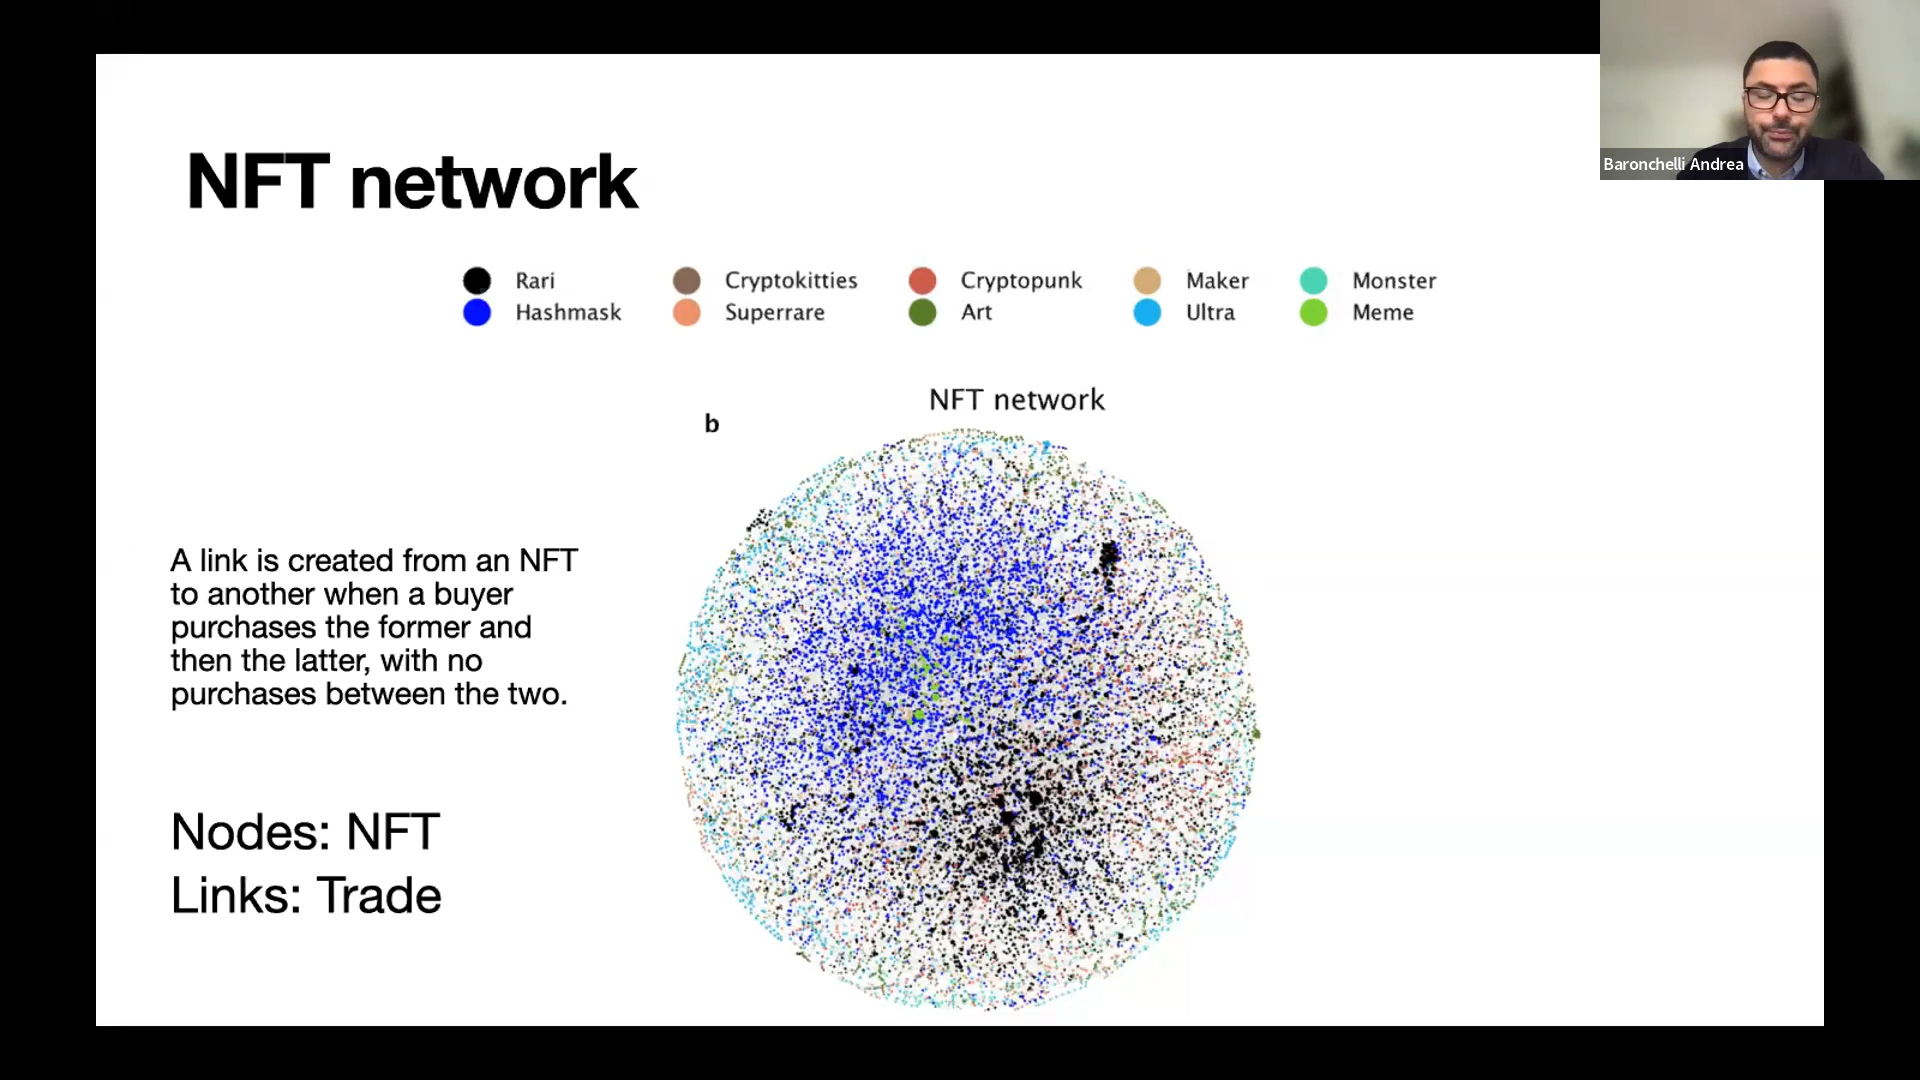 NFT network
Baronchelli Andrea
Rari Cryptokitties Cryptopunk Maker Monster
Hashmask Superrare Art Ultra Meme
NFT network
b
A link is created from an NFT
to another when a buyer
purchases the former and
then the latter, with no
purchases between the two.
Nodes: NFT
Links: Trade